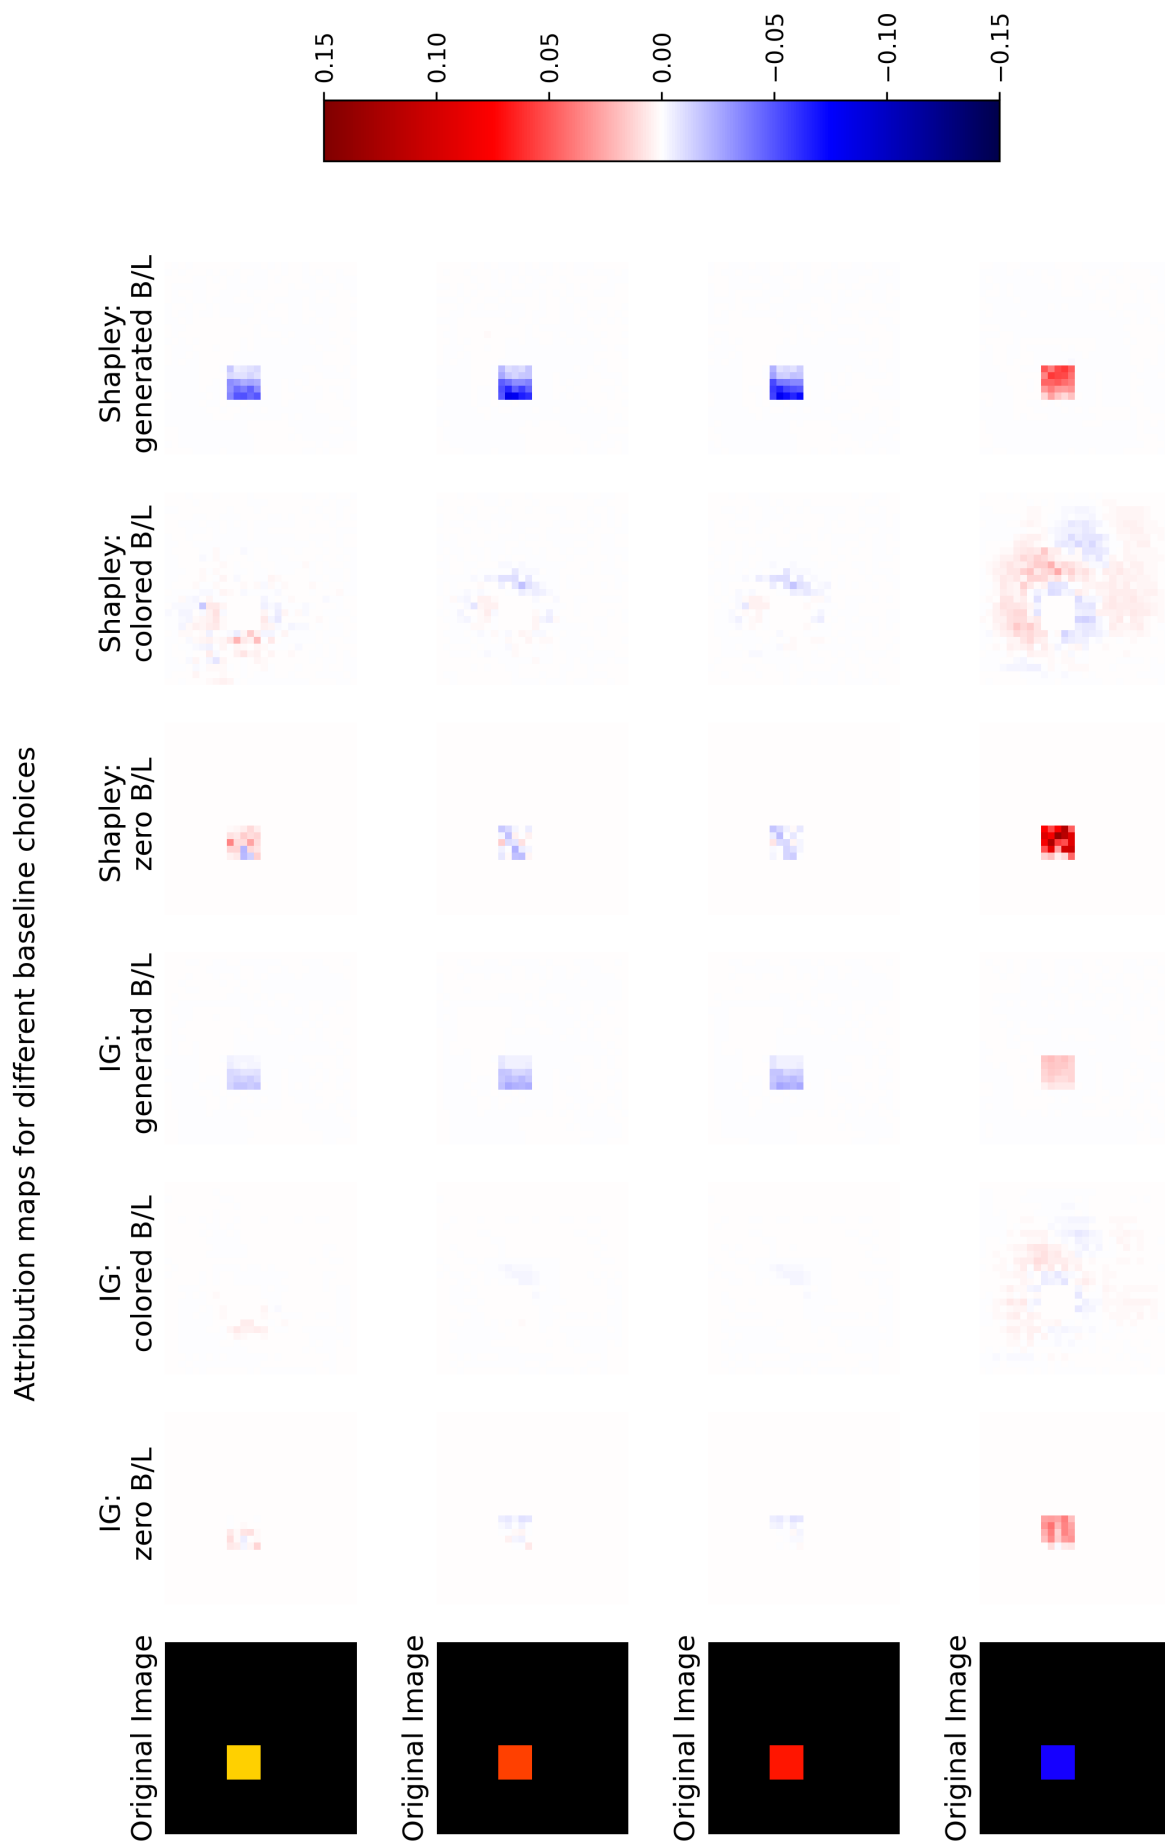 Attribution maps for different baseline choices
Original Image
IG:
zero B/L
IG:
colored B/L
IG:
generatd B/L
Shapley:
zero B/L
Shapley:
colored B/L
Shapley:
generated B/L
Original Image
Original Image
Original Image
0.15
0.10
0.05
0.00
−0.05
−0.10
−0.15